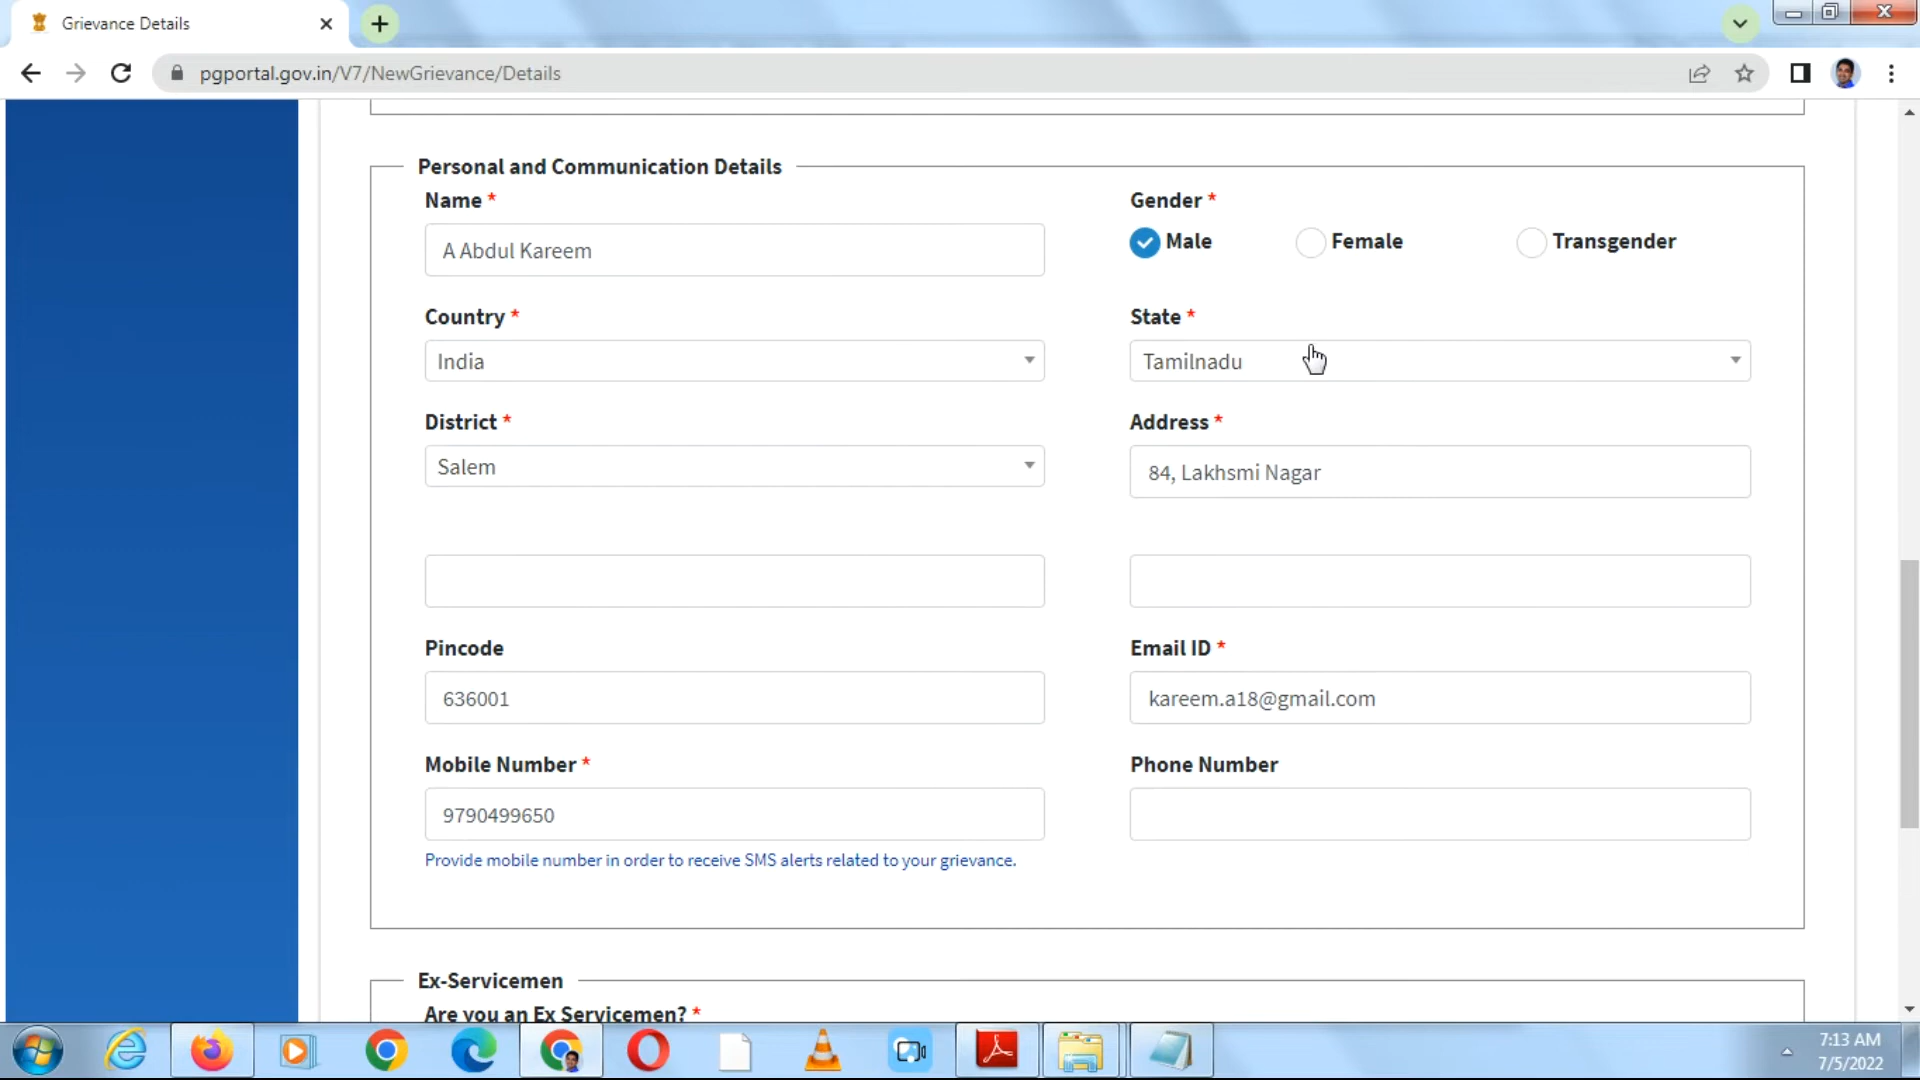 Grievance Details
pgportal.gov.in/V7/NewGrievance/Details
Personal and Communication Details
Name *
Gender *
A Abdul Kareem
Male
Female
Transgender
Country *
State *
India
Tamilnadu
District *
Address *
Salem
84, Lakhsmi Nagar
Pincode
Email ID *
636001
kareem.a18@gmail.com
Mobile Number *
Phone Number
9790499650
Provide mobile number in order to receive SMS alerts related to your grievance.
Ex-Servicemen
Are you an Ex Servicemen? *
7:13 AM
7/5/2022